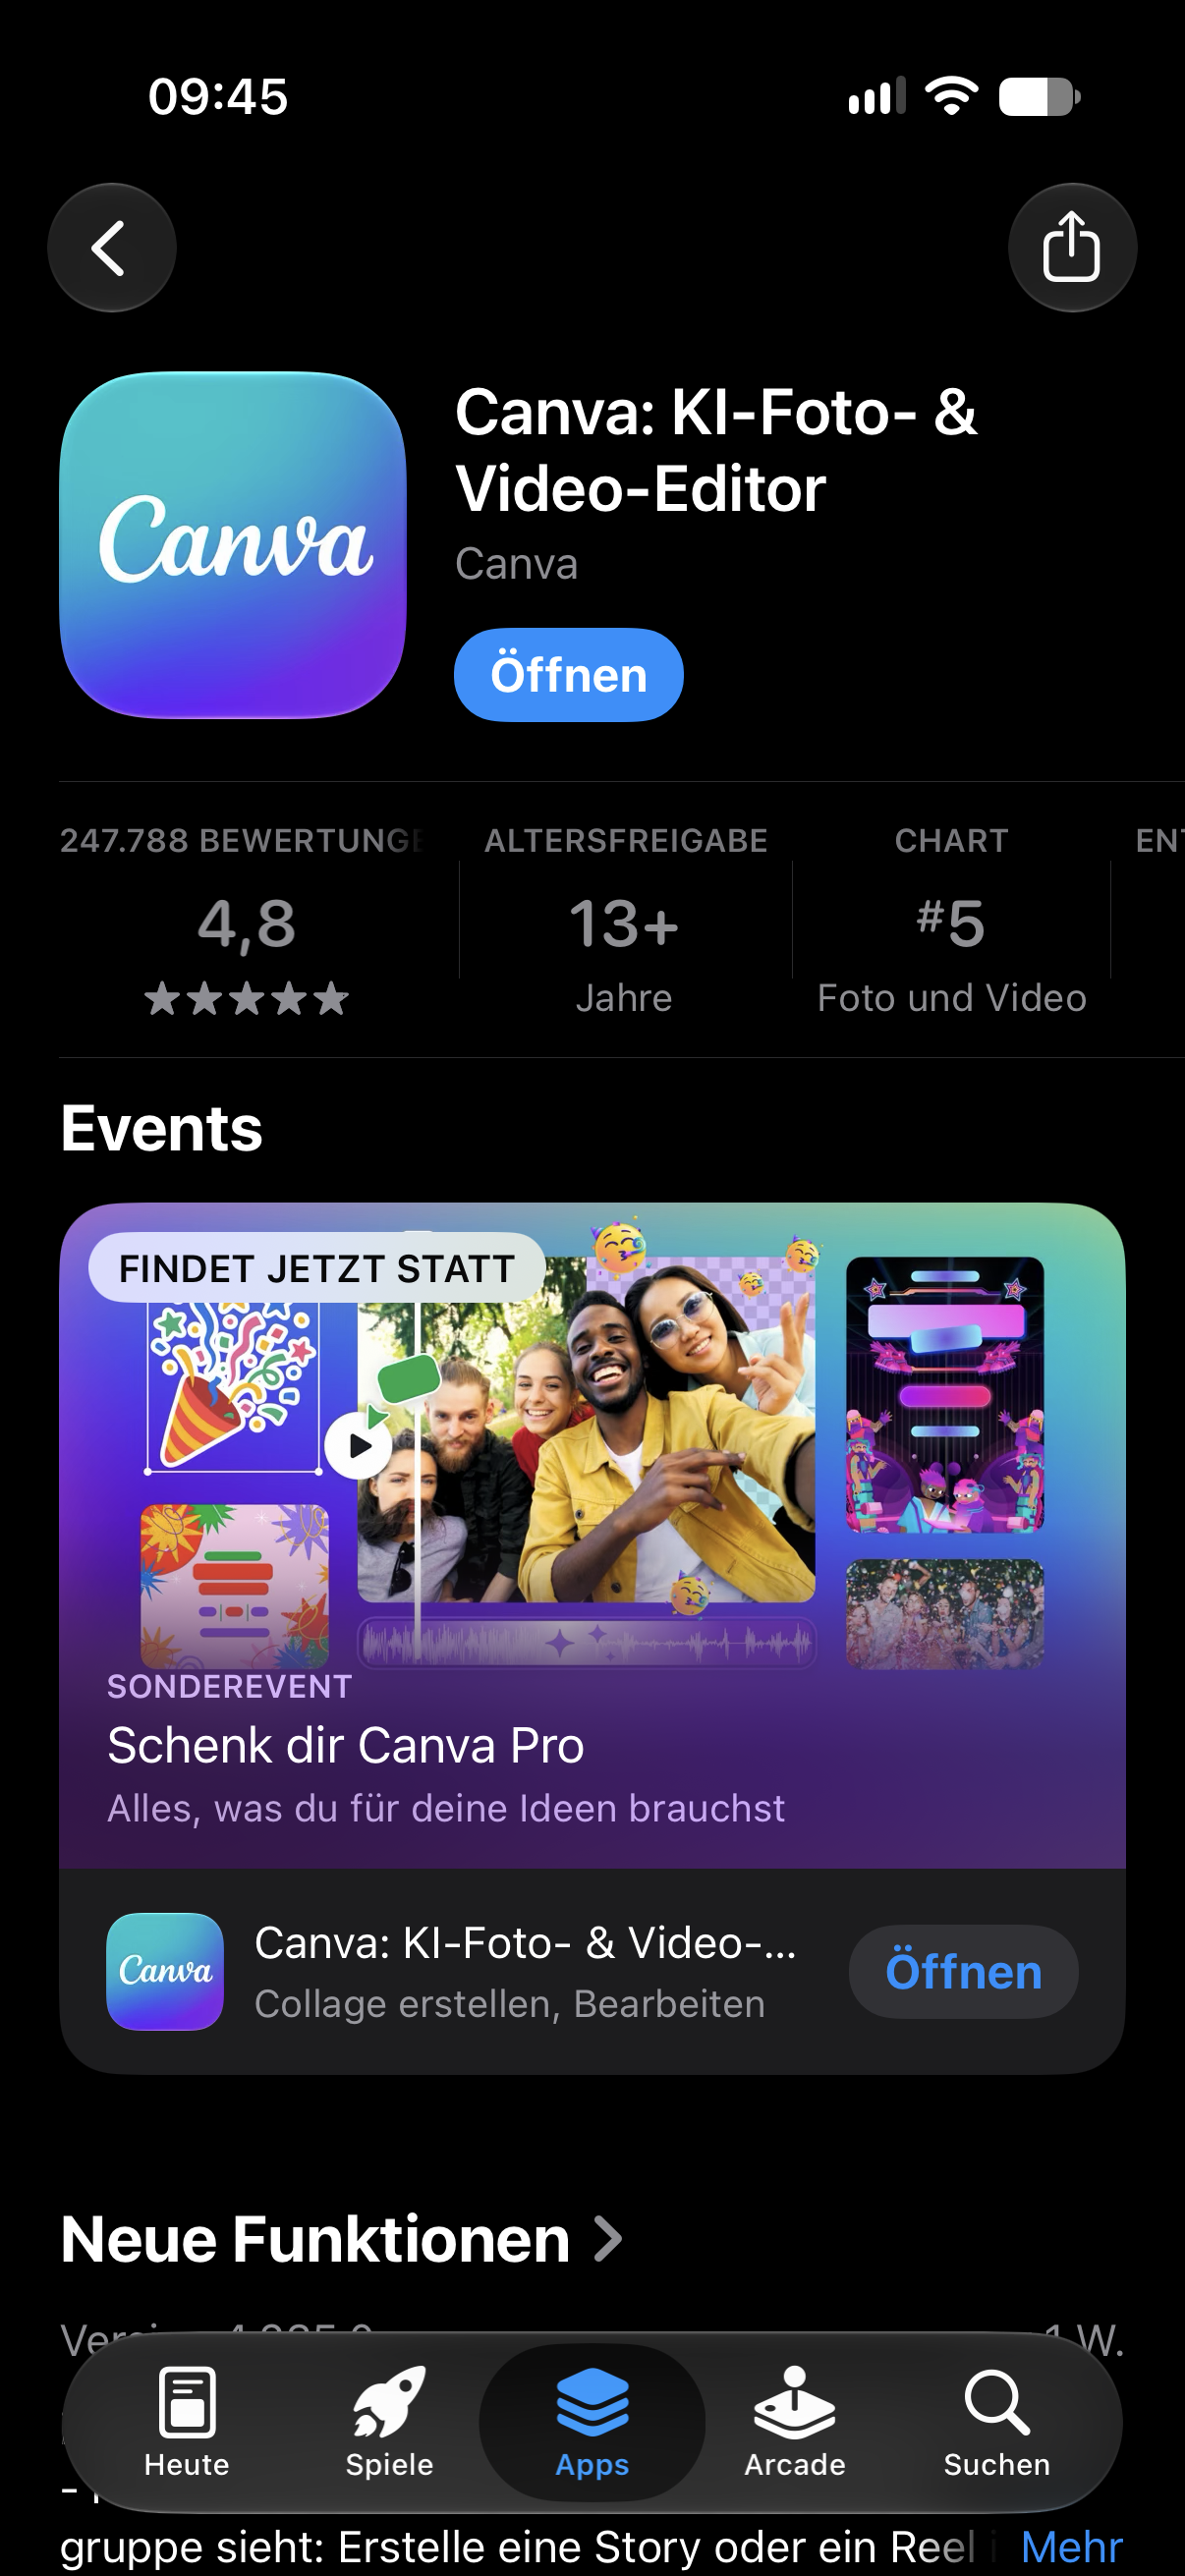 09:45
Canva
Canva: KI-Foto- &
Video-Editor
Canva
Öffnen
247.788 BEWERTUNGE
4,8
ALTERSFREIGABE
13+
Jahre
CHART
#5
Foto und Video
Events
FINDET JETZT STATT
SONDEREVENT
Schenk dir Canva Pro
Alles, was du für deine Ideen brauchst
Canva
Canva: KI-Foto- & Video-...
Collage erstellen, Bearbeiten
Öffnen
Neue Funktionen
1 W.
Heute
Spiele
Apps
Arcade
Suchen
gruppe sieht: Erstelle eine Story oder ein Reel
Mehr